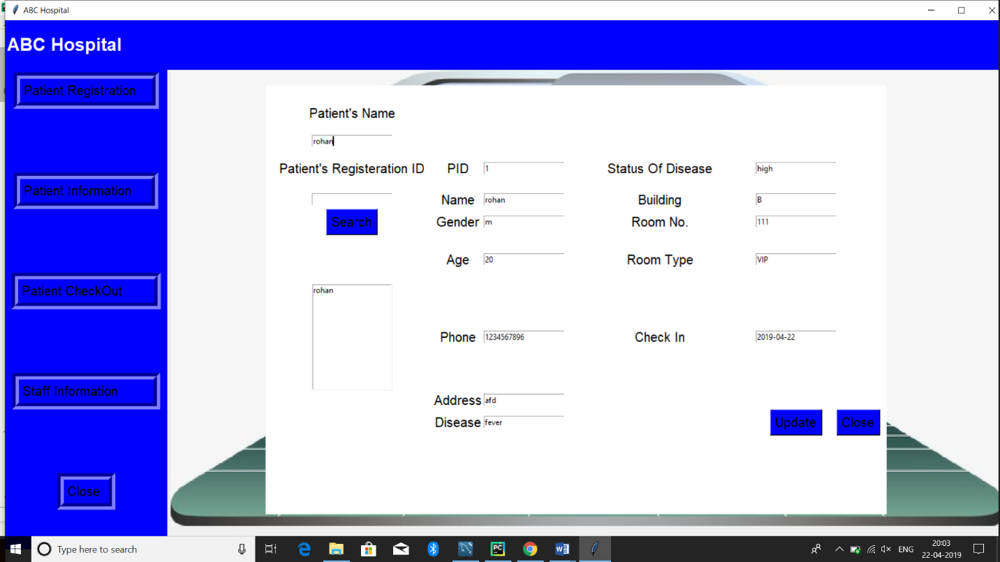 ABC Hospital
ABC Hospital
Patient Registration
Patient Information
Patient CheckOut
Staff Information
Close
Patient's Name
rohan
Patient's Registeration ID
Search
rohan
PID 1
Name rohan
Gender m
Age 20
Phone 1234567896
Address afd
Disease fever
Status Of Disease high
Building B
Room No. 111
Room Type VIP
Check In 2019-04-22
Update Close
Type here to search
PC
ENG
20:03
22-04-2019